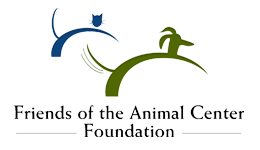 Friends of the Animal Center
Foundation